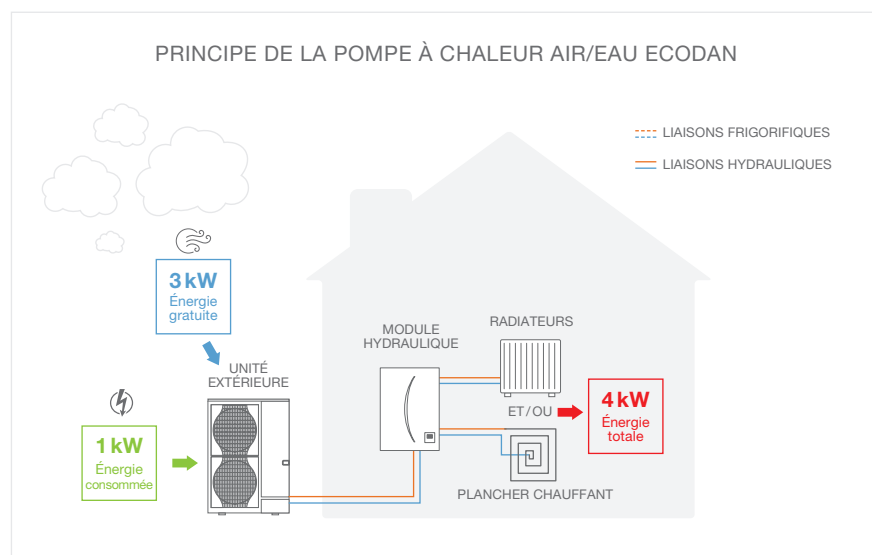 PRINCIPE DE LA POMPE À CHALEUR AIR/EAU ECODAN
LIAISONS FRIGORIFIQUES
LIAISONS HYDRAULIQUES
3 kW
Énergie
gratuite
UNITÉ
EXTÉRIEURE
1 kW
Énergie
consommée
MODULE
HYDRAULIQUE
RADIATEURS
ET / OU
PLANCHER CHAUFFANT
4 kW
Énergie
totale